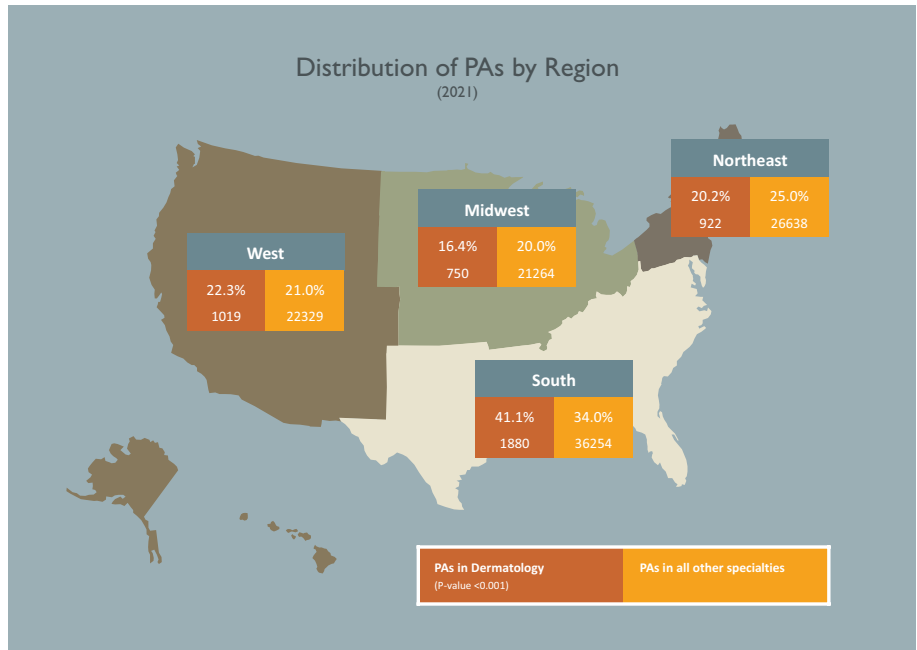 Distribution of PAs by Region
(2021)
Northeast
20.2% 25.0%
922 26638
Midwest
16.4% 20.0%
750 21264
West
22.3% 21.0%
1019 22329
South
41.1% 34.0%
1880 36254
PAs in Dermatology
(P-value <0.001)
PAs in all other specialties